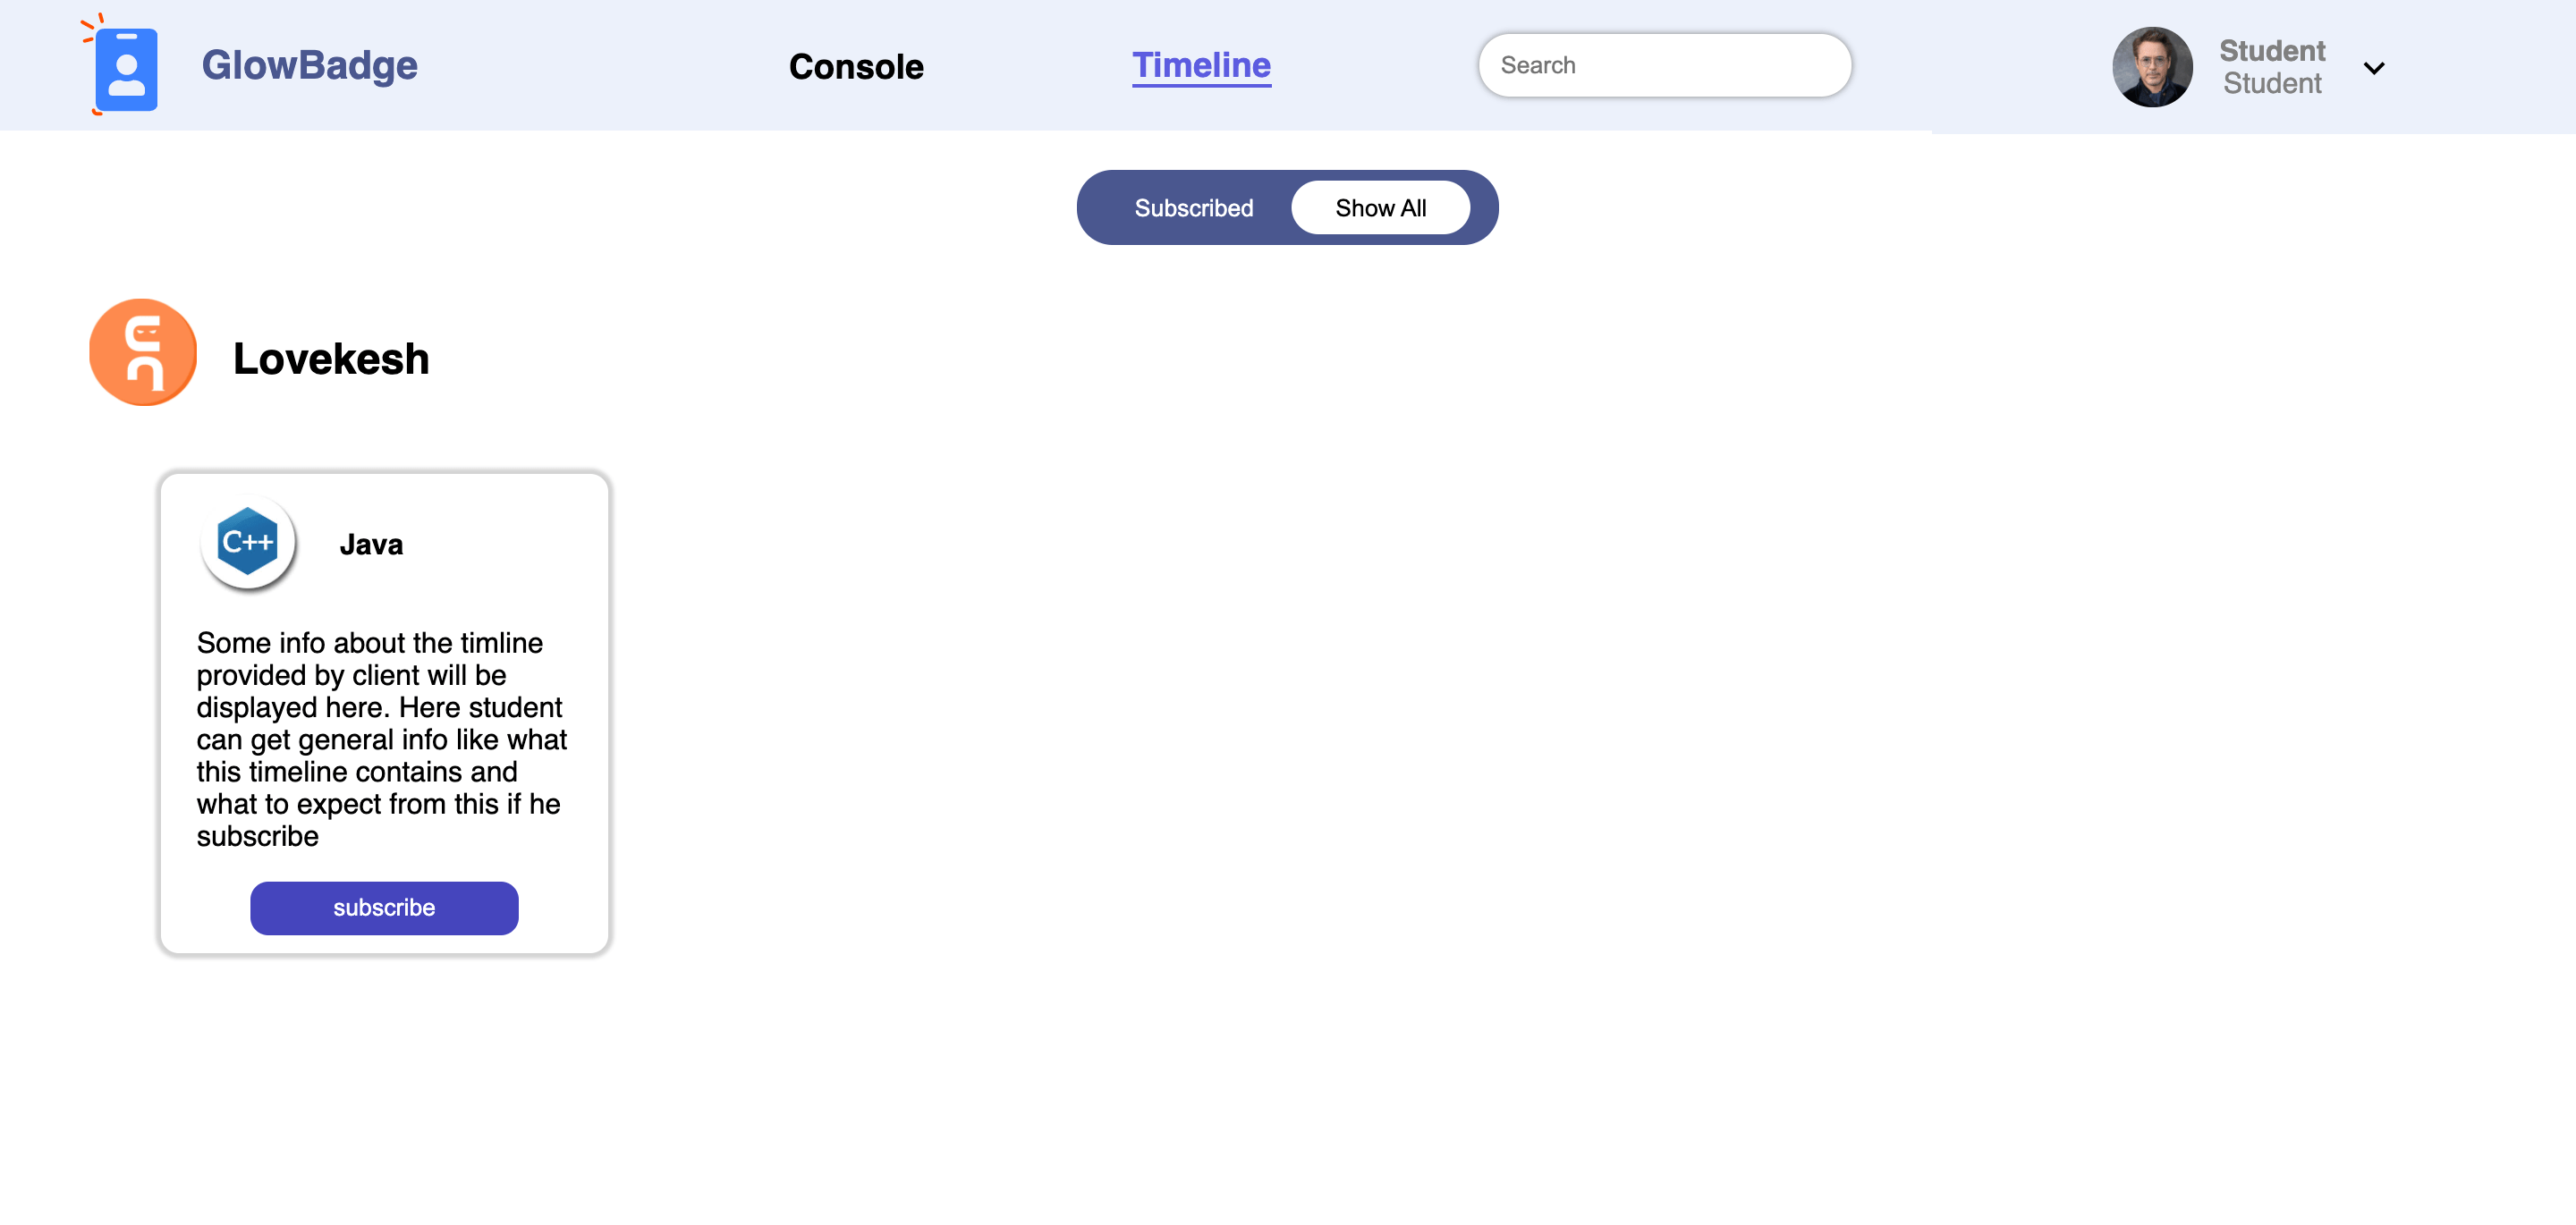 GlowBadge
Console
Timeline
Search
Student
Student
Subscribed
Show All
Lovekesh
C++
Java
Some info about the timline
provided by client will be
displayed here. Here student
can get general info like what
this timeline contains and
what to expect from this if he
subscribe
subscribe